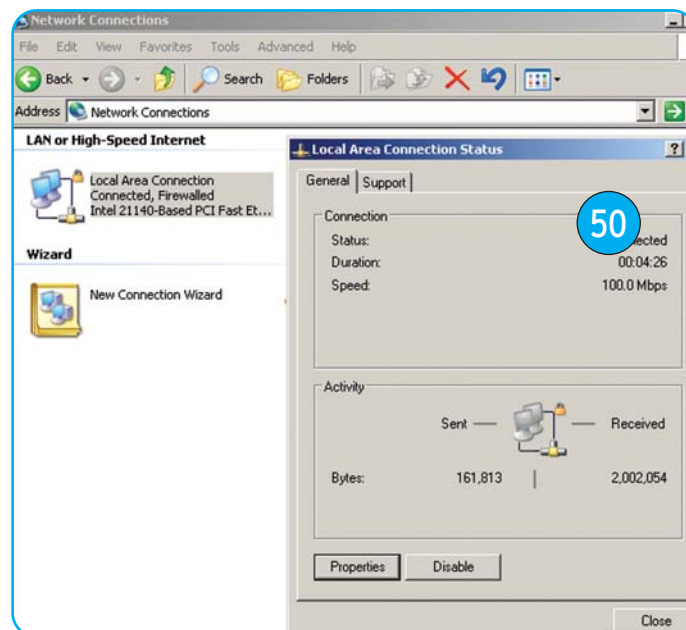 Network Connections
File Edit View Favorites Tools Advanced Help
Back Search Folders
Address Network Connections
LAN or High-Speed Internet
Local Area Connection
Connected, Firewalled
Intel 21140-Based PCI Fast Et...
Wizard
New Connection Wizard
Local Area Connection Status
General Support
Connection
50
Status:
Duration: 00:04:26
Speed: 100.0 Mbps
Activity
Sent Received
Bytes: 161,813 2,002,054
Properties Disable
Close